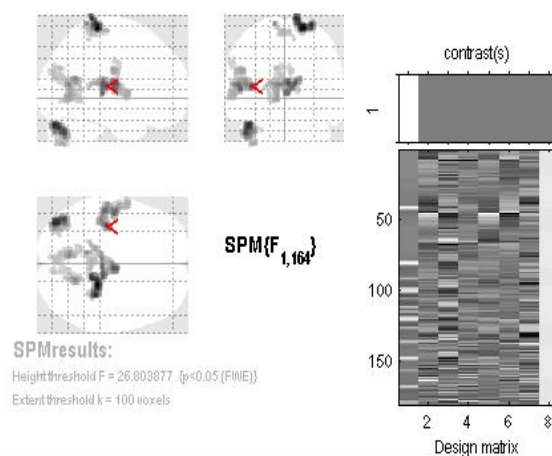 contrast(s)
1
SPM{F1,164}
50
100
150
2 4 6 8
Design matrix
SPMresults:
Height threshold F = 26.803877 {p<0.05 (FWE)}
Extent threshold k = 100 voxels